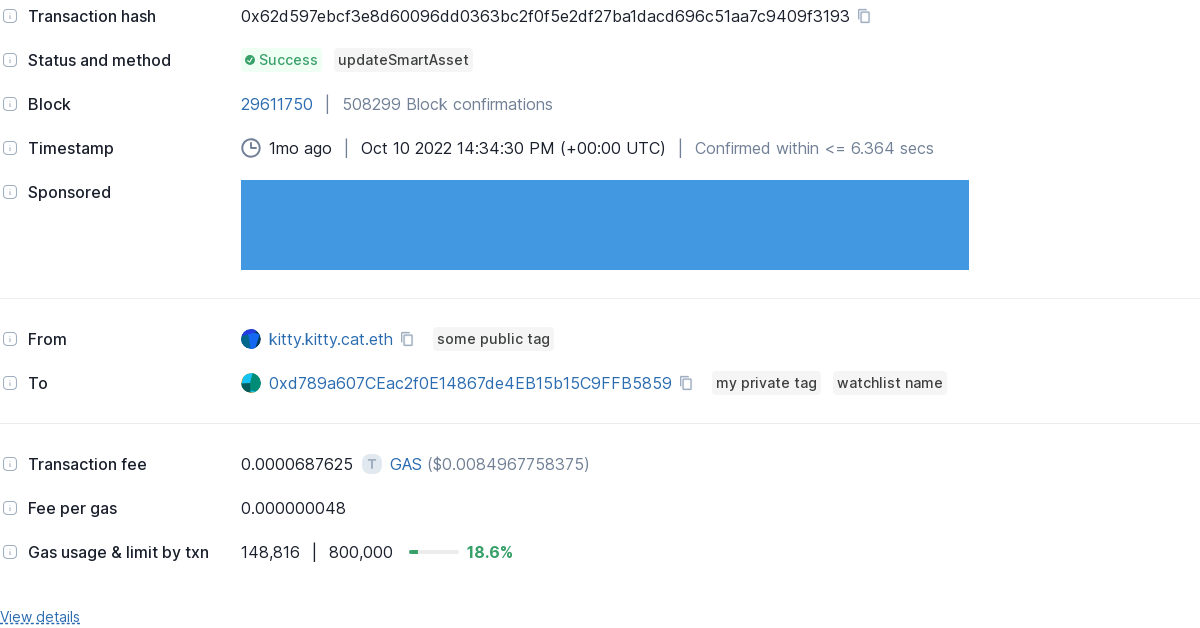 Transaction hash 0x62d597ebcf3e8d60096dd0363bc2f0f5e2df27ba1dacd696c51aa7c9409f3193
Status and method Success updateSmartAsset
Block 29611750 | 508299 Block confirmations
Timestamp 1mo ago | Oct 10 2022 14:34:30 PM (+00:00 UTC) | Confirmed within <= 6.364 secs
Sponsored
From kitty.kitty.cat.eth some public tag
To 0xd789a607CEac2f0E14867de4EB15b15C9FFB5859 my private tag watchlist name
Transaction fee 0.0000687625 T GAS ($0.0084967758375)
Fee per gas 0.000000048
Gas usage & limit by txn 148,816 | 800,000 18.6%
View details